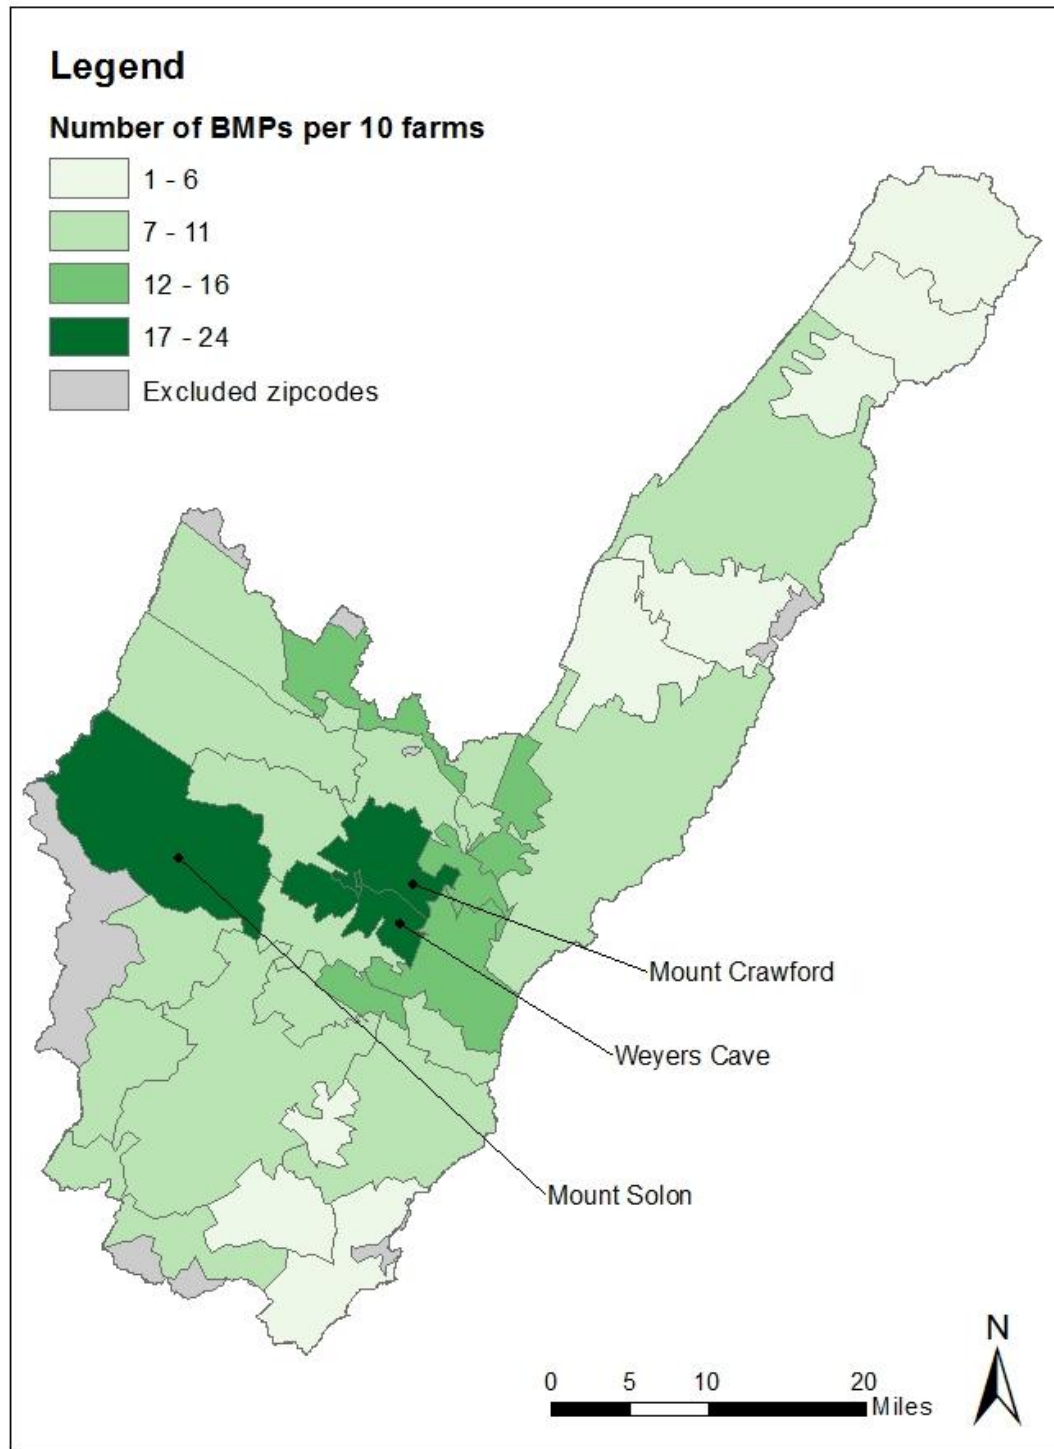 Legend
Number of BMPs per 10 farms
1 - 6
7 - 11
12 - 16
17 - 24
Excluded zipcodes
Mount Crawford
Weyers Cave
Mount Solon
N
0 5 10 20
Miles